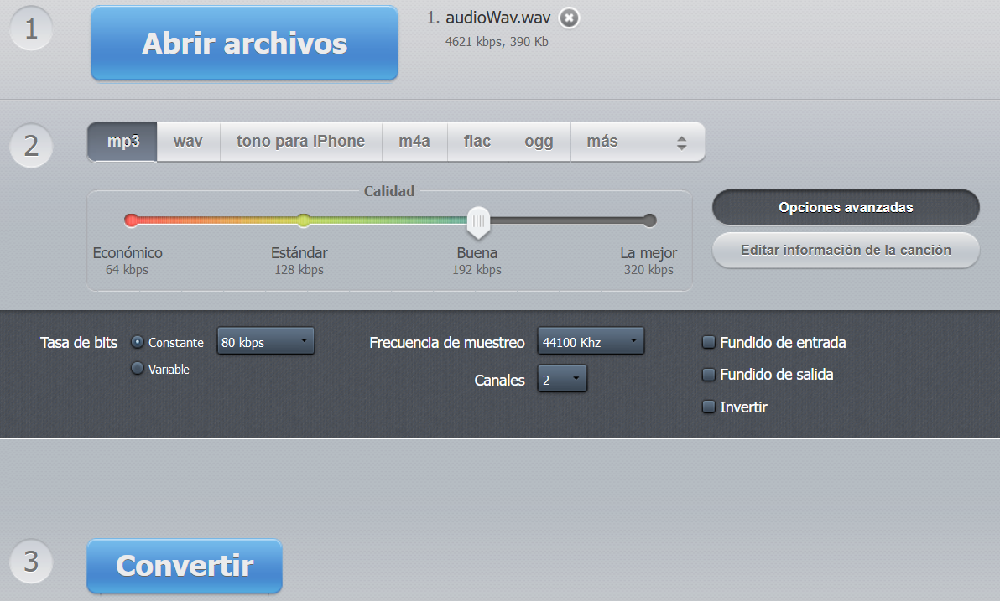 1
Abrir archivos
1. audioWav.wav
4621 kbps, 390 Kb
2
mp3 wav tono para iPhone m4a flac ogg más
Calidad
Económico Estándar Buena La mejor
64 kbps 128 kbps 192 kbps 320 kbps
Opciones avanzadas
Editar información de la canción
Tasa de bits Constante 80 kbps
Variable
Frecuencia de muestreo 44100 Khz
Canales 2
Fundido de entrada
Fundido de salida
Invertir
3
Convertir